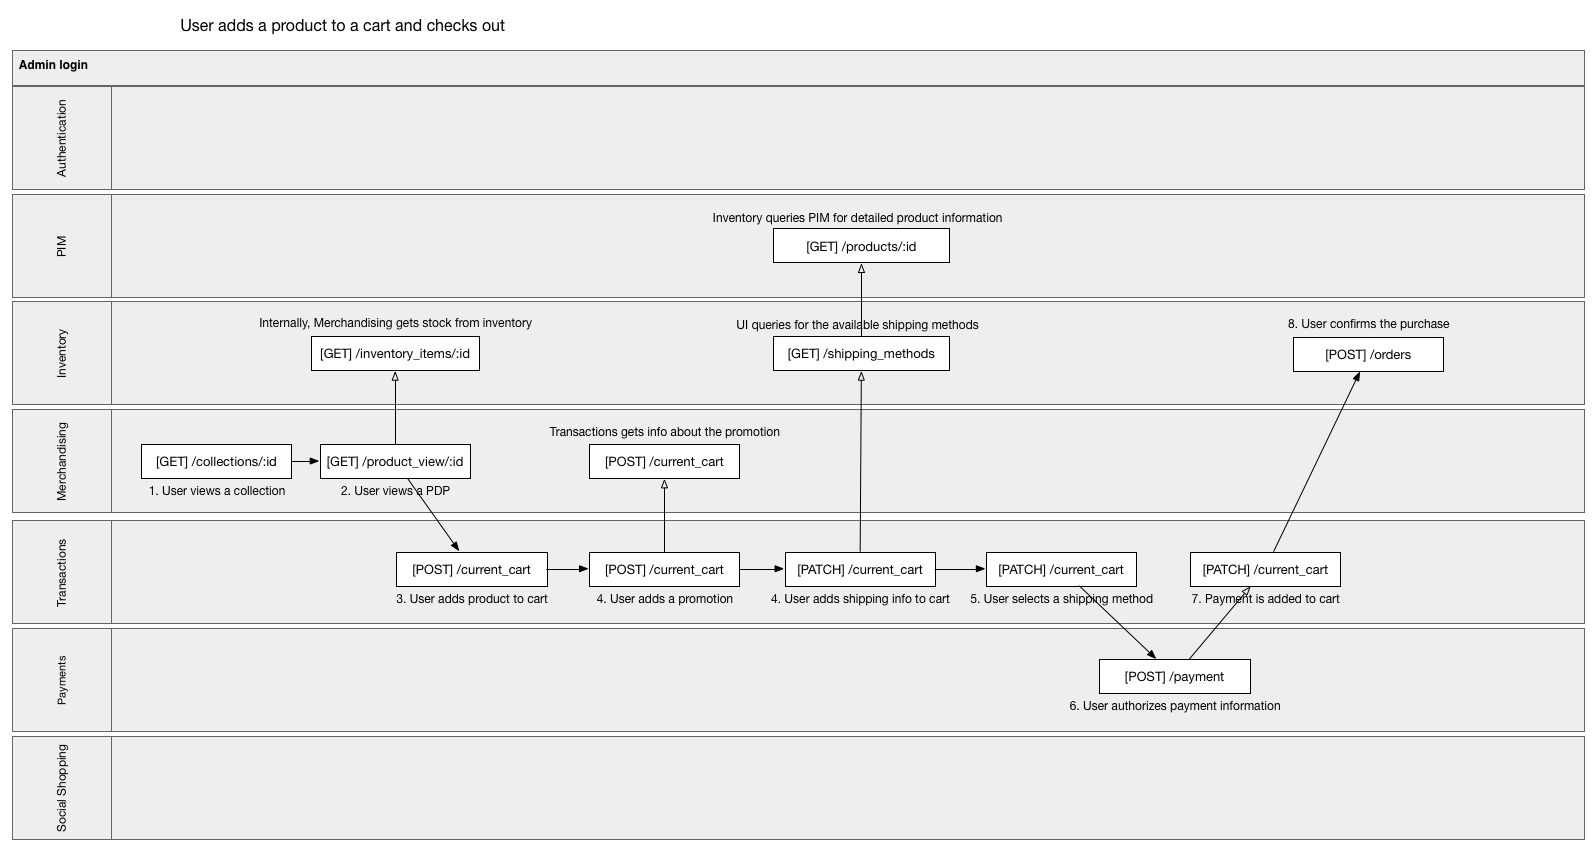 User adds a product to a cart and checks out
Admin login
Authentication
PIM
Inventory queries PIM for detailed product information
[GET] /products/:id
Inventory
Internally, Merchandising gets stock from inventory
[GET] /inventory_items/:id
UI queries for the available shipping methods
[GET] /shipping_methods
8. User confirms the purchase
[POST] /orders
Merchandising
[GET] /collections/:id
1. User views a collection
[GET] /product_view/:id
2. User views a PDP
Transactions gets info about the promotion
[POST] /current_cart
Transactions
[POST] /current_cart
3. User adds product to cart
[POST] /current_cart
4. User adds a promotion
[PATCH] /current_cart
4. User adds shipping info to cart
[PATCH] /current_cart
5. User selects a shipping method
[PATCH] /current_cart
7. Payment is added to cart
Payments
[POST] /payment
6. User authorizes payment information
Social Shopping